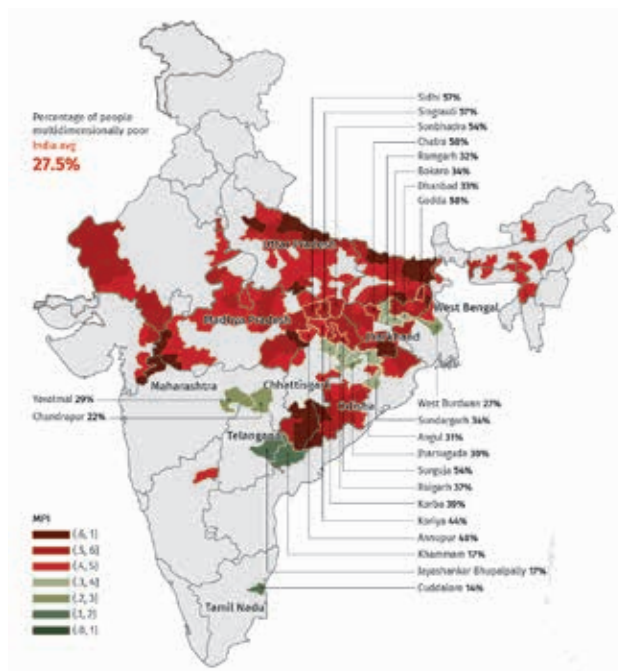 Percentage of people
multidimensionally poor
India avg
27.5%
Sidhi 57%
Singrauli 57%
Sonbhadra 54%
Chatra 50%
Ramgarh 32%
Bokaro 34%
Dhanbad 33%
Godda 50%
Uttar Pradesh
West Bengal
Madhya Pradesh
Jharkhand
Maharashtra
Chhattisgarh
Odisha
Yavatmal 29%
Chandrapur 22%
Telangana
West Burdwan 27%
Sundargarh 34%
Angul 31%
Jharsuguda 30%
Surguja 54%
Raigarh 37%
Korba 39%
Koriya 44%
Annupur 48%
Khammam 17%
Jayashankar Bhupalpally 17%
Cuddalore 14%
Tamil Nadu
MPI
(.6, 1]
(.5, 6]
(.4, 5]
(.3, 4]
(.2, 3]
(.1, 2]
(.0, 1]